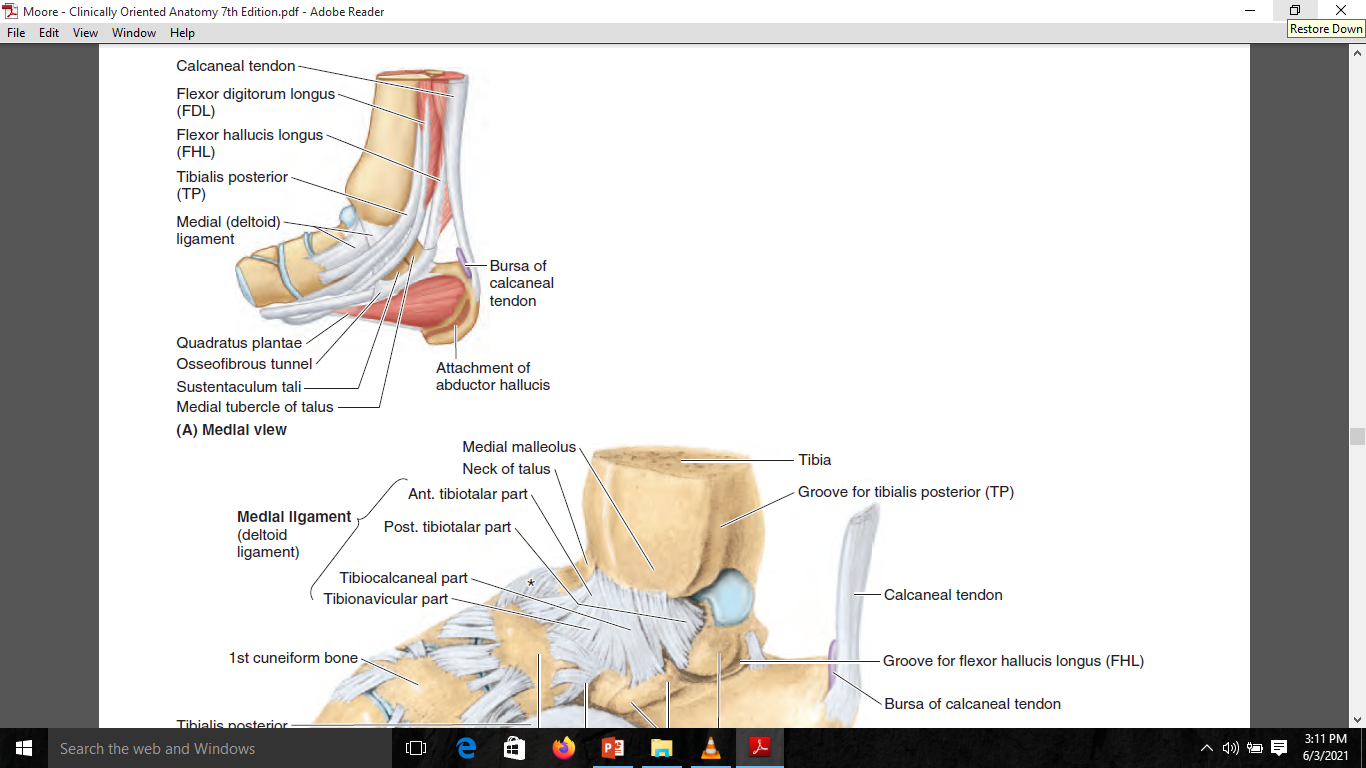 Moore - Clinically Oriented Anatomy 7th Edition.pdf - Adobe Reader
Restore Down
File Edit View Window Help
Calcaneal tendon
Flexor digitorum longus
(FDL)
Flexor hallucis longus
(FHL)
Tibialis posterior
(TP)
Medial (deltoid)
ligament
Bursa of
calcaneal
tendon
Quadratus plantae
Osseofibrous tunnel
Sustentaculum tali
Medial tubercle of talus
Attachment of
abductor hallucis
(A) Medial view
Medial malleolus
Neck of talus
Ant. tibiotalar part
Post. tibiotalar part
Medial ligament
(deltoid
ligament)
Tibiocalcaneal part
Tibionavicular part
*
1st cuneiform bone
Tibialis posterior
Tibia
Groove for tibialis posterior (TP)
Calcaneal tendon
Groove for flexor hallucis longus (FHL)
Bursa of calcaneal tendon
Search the web and Windows
3:11 PM
6/3/2021